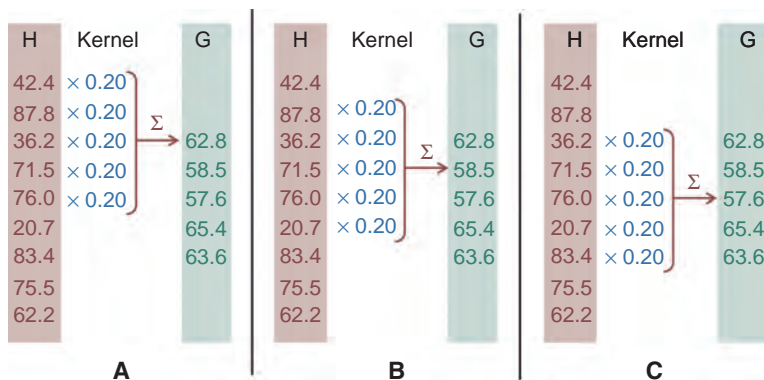 H Kernel G
42.4 × 0.20
87.8 × 0.20
36.2 × 0.20 Σ 62.8
71.5 × 0.20 58.5
76.0 × 0.20 57.6
20.7 65.4
83.4 63.6
75.5
62.2
A
H Kernel G
42.4
87.8 × 0.20
36.2 × 0.20 62.8
71.5 × 0.20 Σ 58.5
76.0 × 0.20 57.6
20.7 × 0.20 65.4
83.4 63.6
75.5
62.2
B
H Kernel G
42.4
87.8
36.2 × 0.20 62.8
71.5 × 0.20 58.5
76.0 × 0.20 Σ 57.6
20.7 × 0.20 65.4
83.4 × 0.20 63.6
75.5
62.2
C